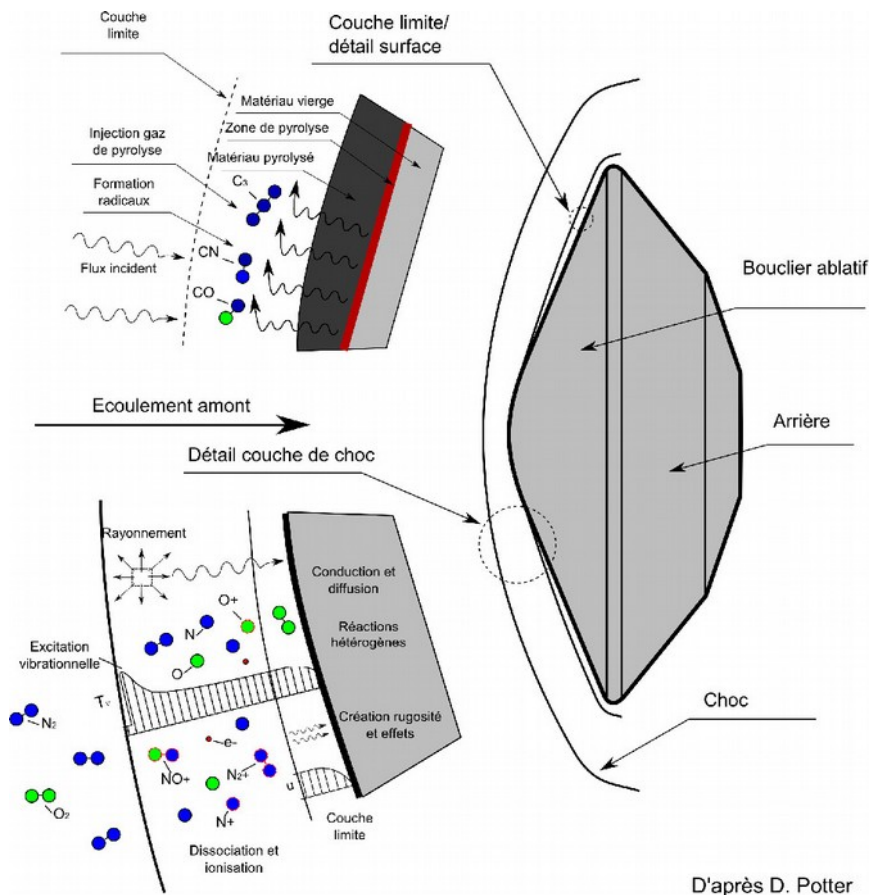 Couche
limite
Couche limite/
détail surface
Matériau vierge
Injection gaz
de pyrolyse
Zone de pyrolyse
Matériau pyrolysé
C3
Formation
radicaux
CN
Flux incident
CO
Bouclier ablatif
Ecoulement amont
Arrière
Détail couche de choc
Rayonnement
Conduction et
diffusion
O+
N
Réactions
hétérogènes
Excitation
vibrationnelle
O
N2
Création rugosité
et effets
e-
NO+
N2+
u
Choc
O2
N+
Couche
limite
Dissociation et
ionisation
D'après D. Potter